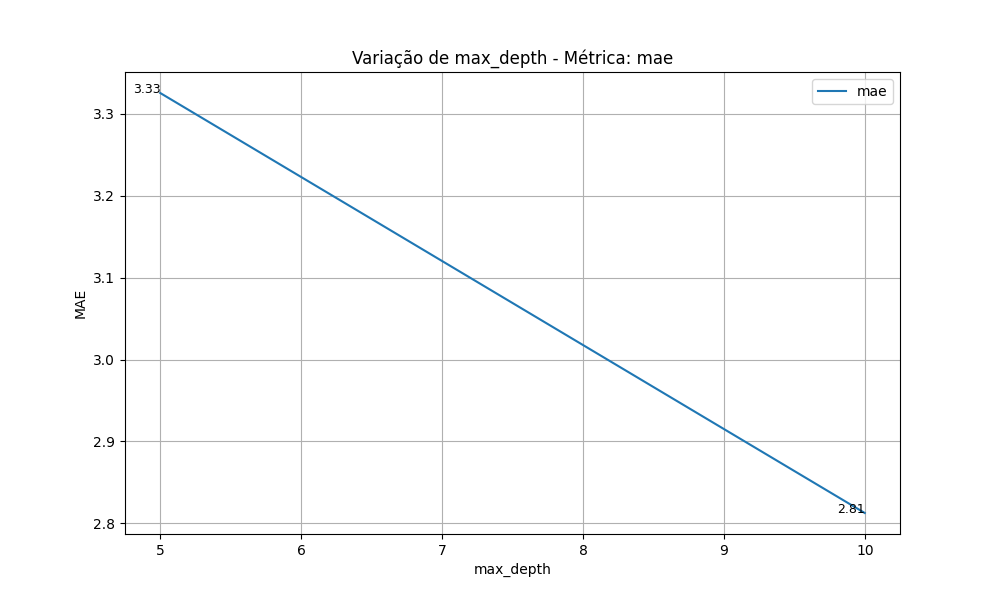 Variação de max_depth - Métrica: mae
mae
3.33
2.81
MAE
3.3
3.2
3.1
3.0
2.9
2.8
5 6 7 8 9 10
max_depth